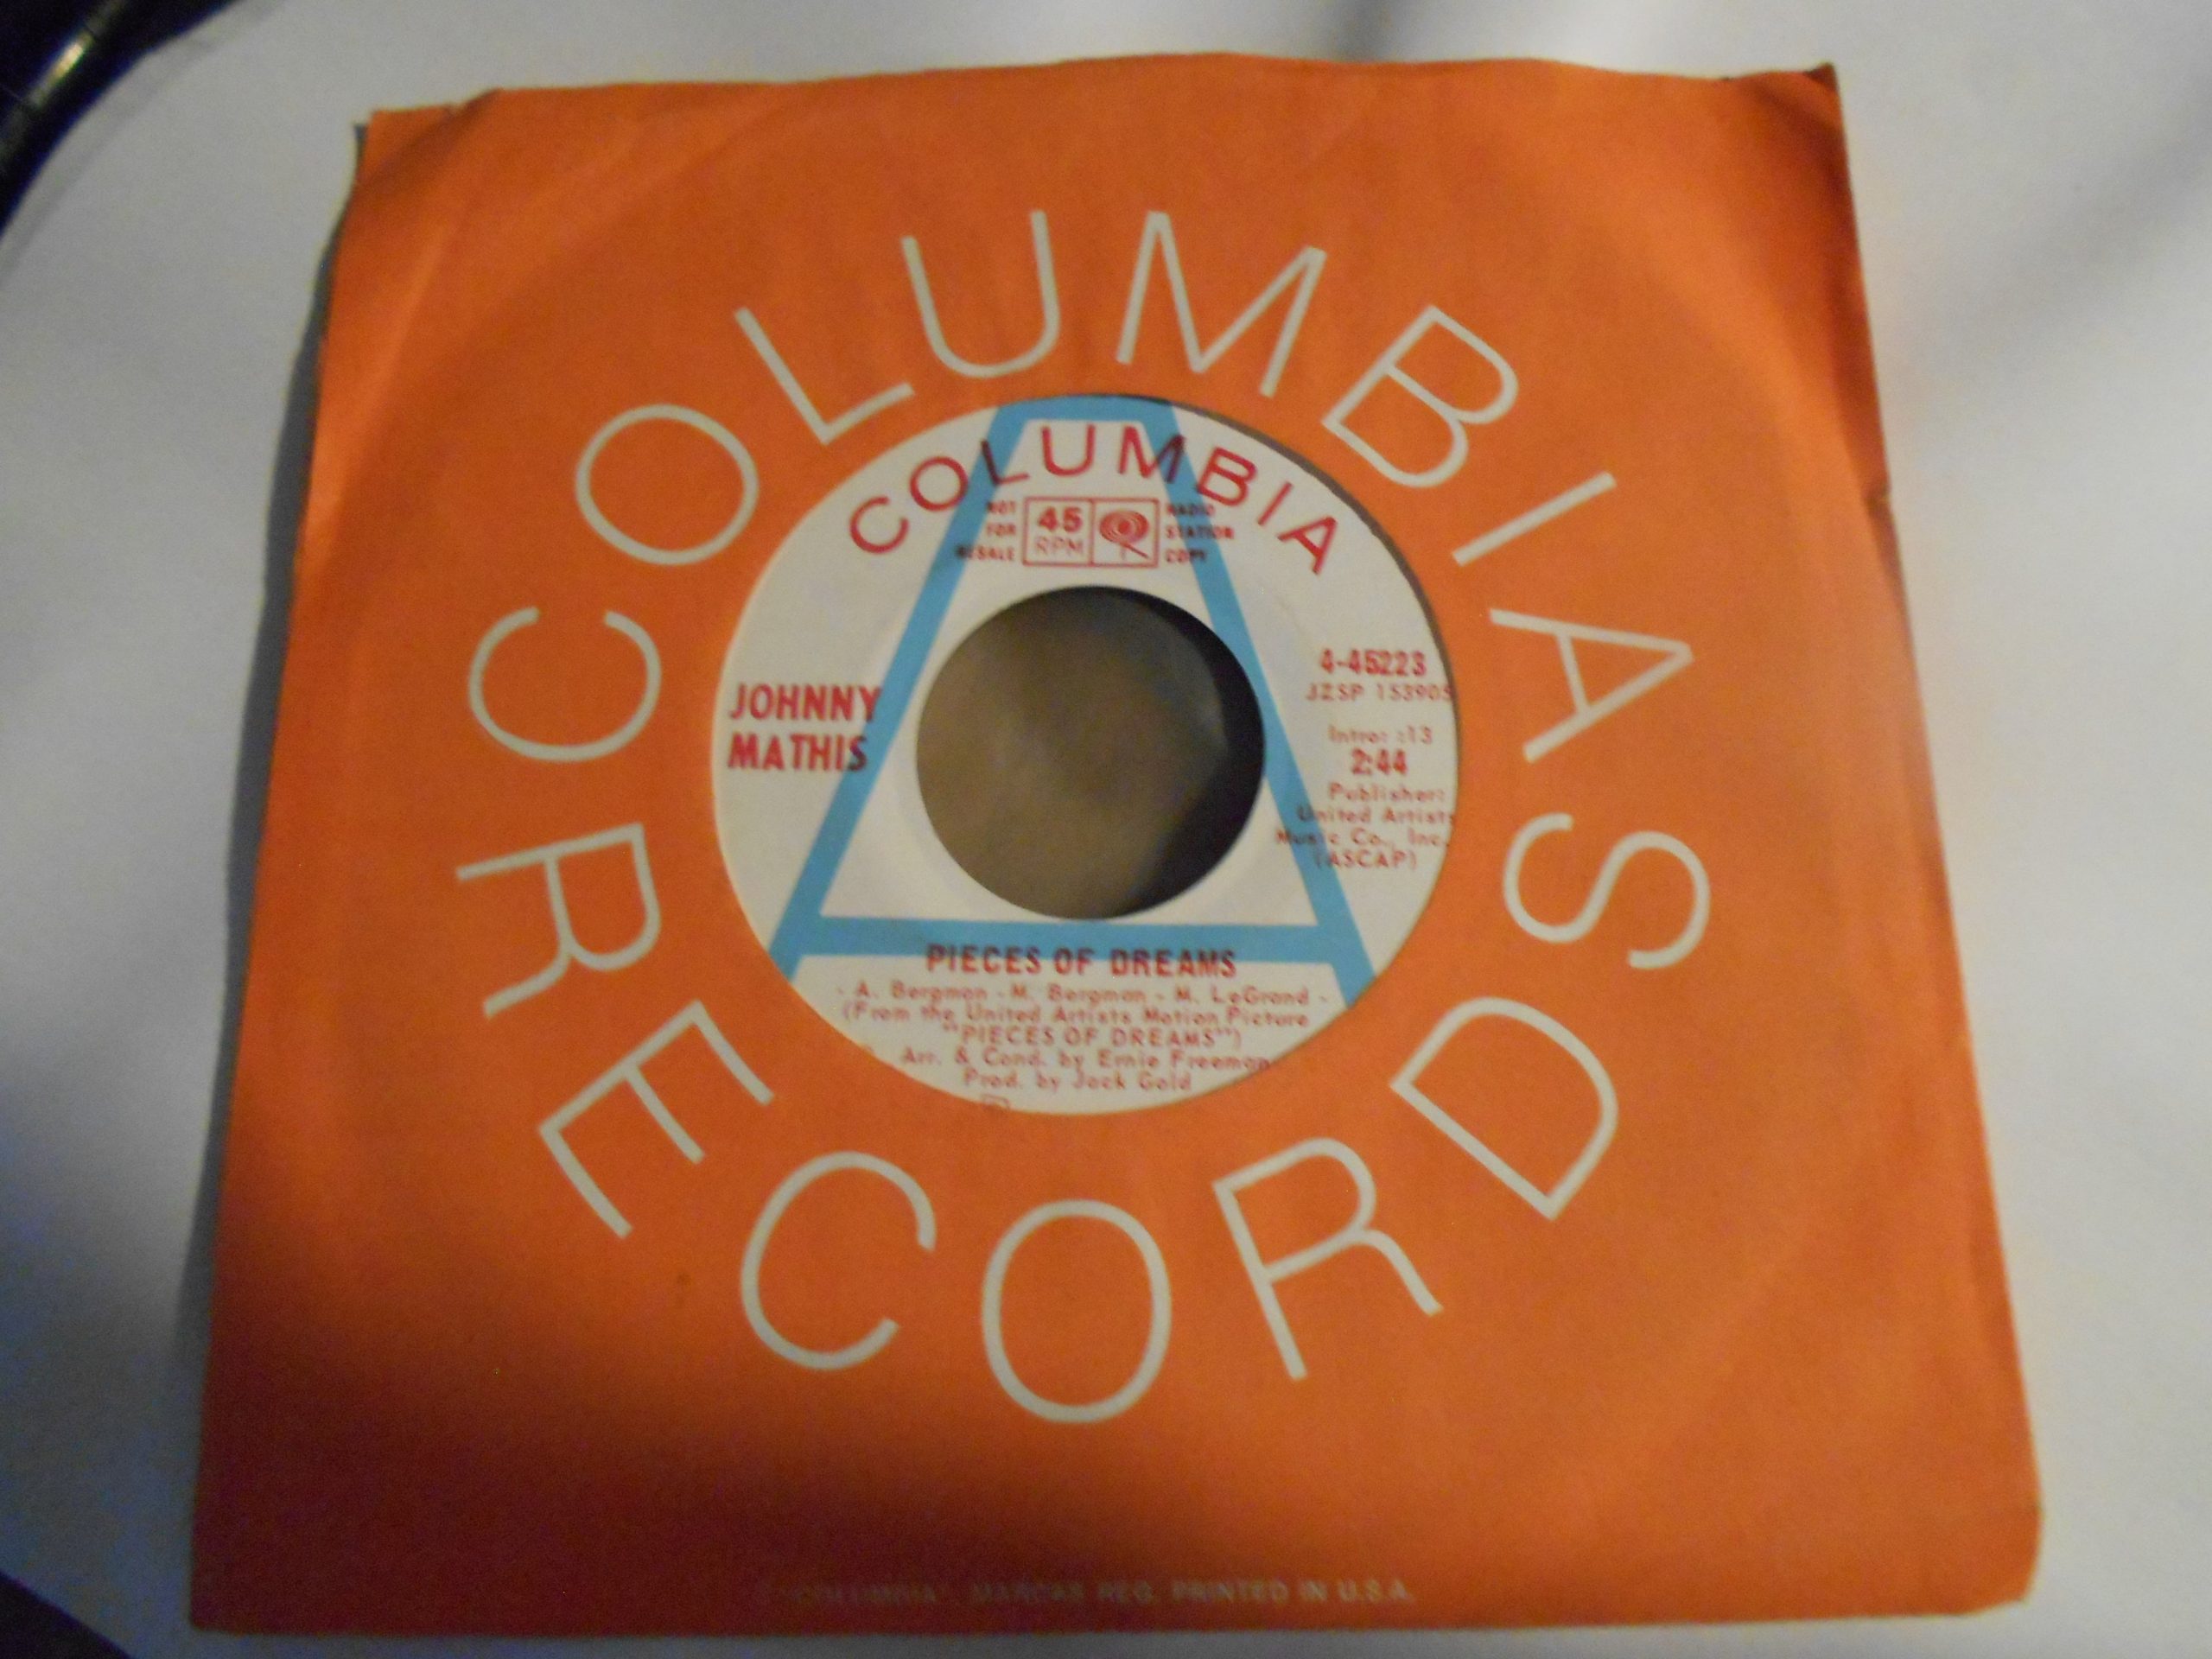 COLUMBIA RECORDS
COLUMBIA
NOT FOR RESALE
45 RPM
RADIO STATION COPY
JOHNNY
MATHIS
4-45223
JZSP 153905
Intro: :13
2:44
Publisher:
United Artists
Music Co., Inc.
(ASCAP)
A
PIECES OF DREAMS
- A. Bergman - M. Bergman - M. LeGrand -
(From the United Artists Motion Picture
"PIECES OF DREAMS")
Arr. & Cond. by Ernie Freeman
Prod. by Jack Gold
"COLUMBIA", MARCAS REG. PRINTED IN U.S.A.